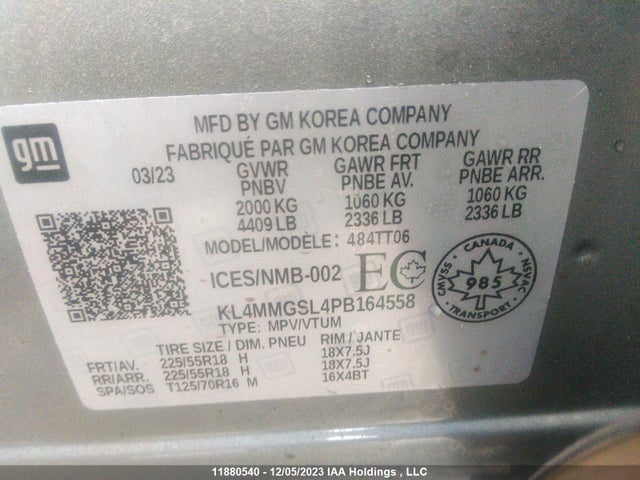 gm
MFD BY GM KOREA COMPANY
FABRIQUÉ PAR GM KOREA COMPANY
03/23 GVWR GAWR FRT GAWR RR
PNBV PNBE AV. PNBE ARR.
2000 KG 1060 KG 1060 KG
4409 LB 2336 LB 2336 LB
MODEL/MODÈLE: 484TT06
ICES/NMB-002 EC
CANADA
CMVSS 985 NSVAC
TRANSPORT
KL4MMGSL4PB164558
TYPE: MPV/VTUM
TIRE SIZE / DIM. PNEU RIM / JANTE
FRT/AV. 225/55R18 H 18X7.5J
RR/ARR. 225/55R18 H 18X7.5J
SPA/SOS T125/70R16 M 16X4BT
11880540 - 12/05/2023 IAA Holdings , LLC